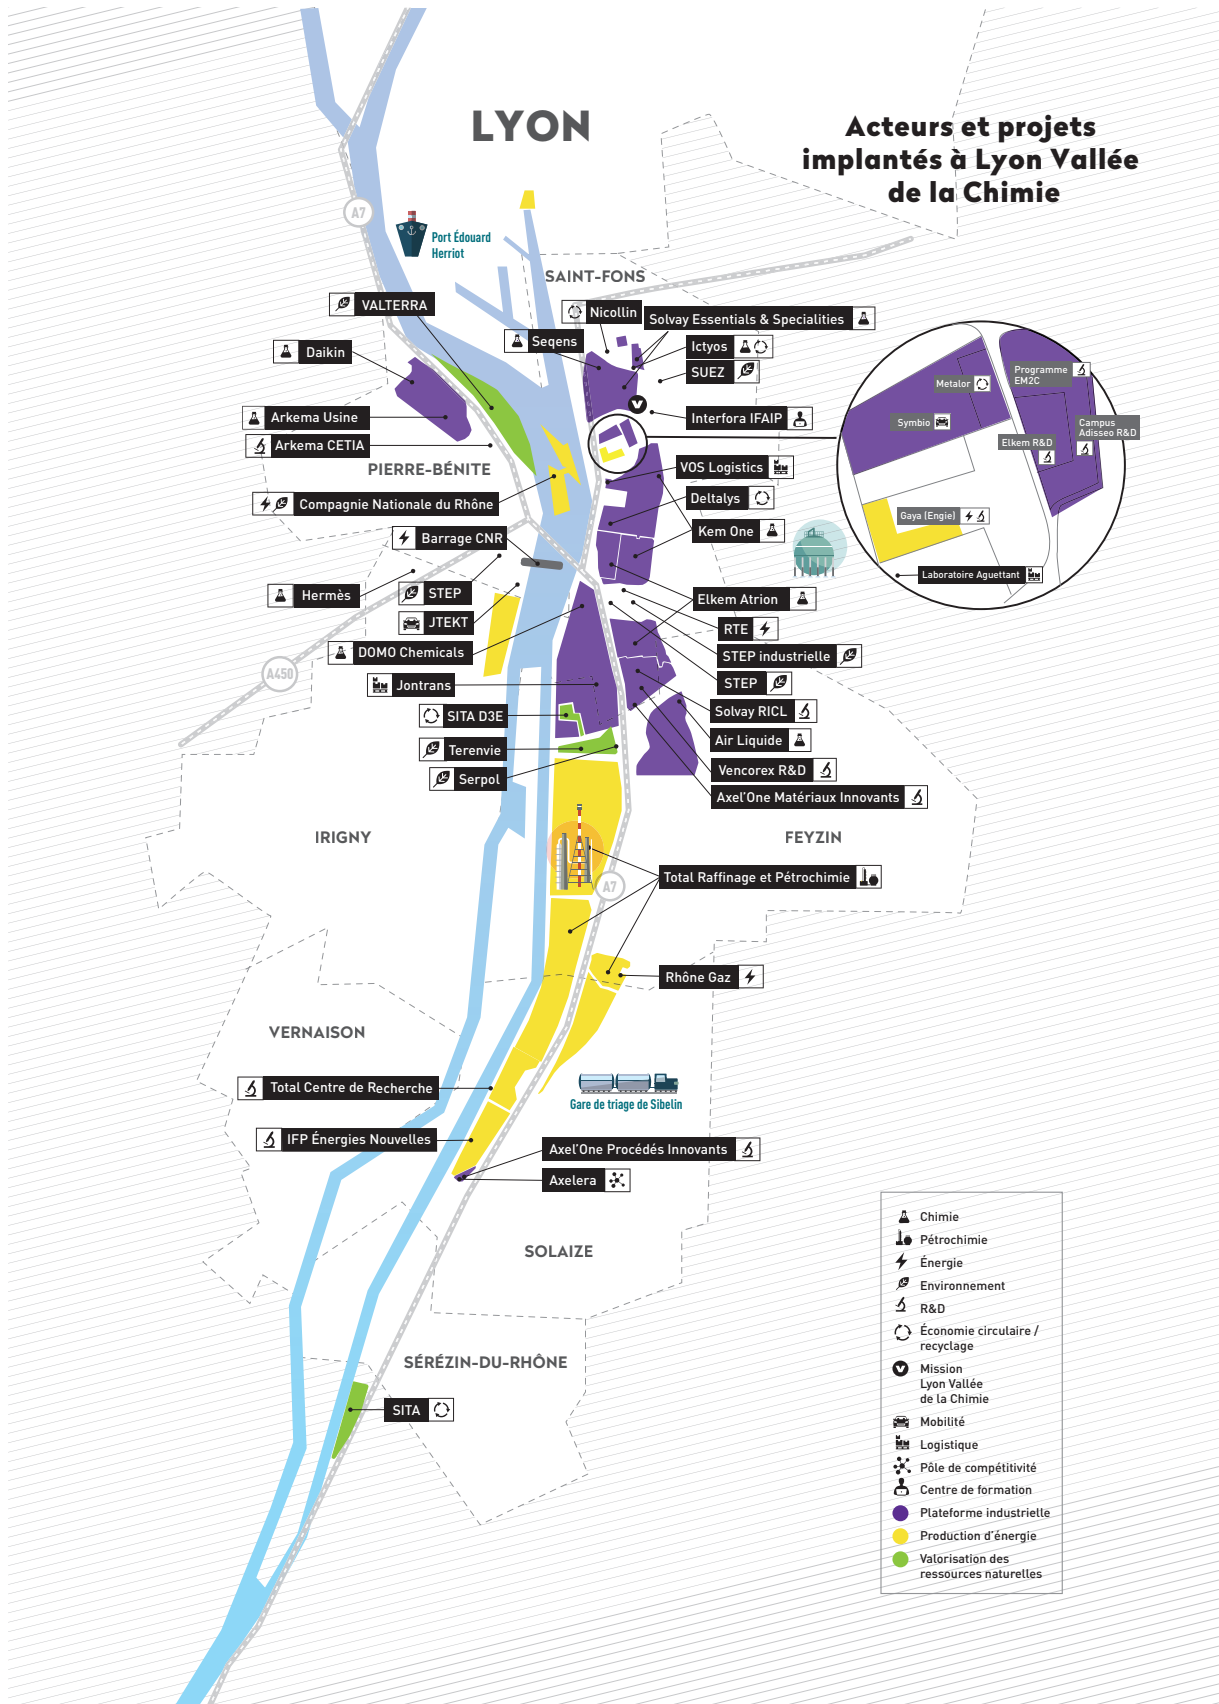 LYON
Acteurs et projets
implantés à Lyon Vallée
de la Chimie
A7
Port Édouard
Herriot
SAINT-FONS
VALTERRA
Nicollin
Solvay Essentials & Specialities
Seqens
Ictyos
Daikin
SUEZ
Arkema Usine
Interfora IFAIP
Arkema CETIA
PIERRE-BÉNITE
VOS Logistics
Compagnie Nationale du Rhône
Deltalys
Barrage CNR
Kem One
Hermès
STEP
Elkem Atrion
JTEKT
RTE
DOMO Chemicals
STEP industrielle
A450
Jontrans
STEP
SITA D3E
Solvay RICL
Terenvie
Air Liquide
Serpol
Vencorex R&D
Axel'One Matériaux Innovants
Programme
EM2C
Metalor
Symbio
Campus
Adisseo R&D
Elkem R&D
Gaya (Engie)
Laboratoire Aguettant
IRIGNY
FEYZIN
Total Raffinage et Pétrochimie
A7
Rhône Gaz
VERNAISON
Total Centre de Recherche
Gare de triage de Sibelin
IFP Énergies Nouvelles
Axel'One Procédés Innovants
Axelera
SOLAIZE
SÉRÉZIN-DU-RHÔNE
SITA
Chimie
Pétrochimie
Énergie
Environnement
R&D
Économie circulaire /
recyclage
Mission
Lyon Vallée
de la Chimie
Mobilité
Logistique
Pôle de compétitivité
Centre de formation
Plateforme industrielle
Production d'énergie
Valorisation des
ressources naturelles